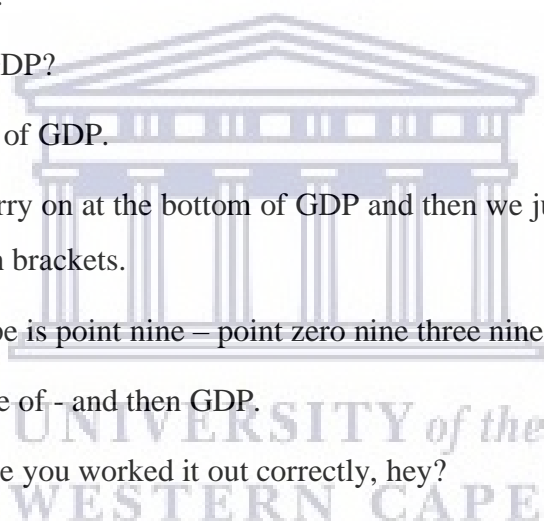 DP?
of GDP.
rry on at the bottom of GDP and then we ju
n brackets.
be is point nine – point zero nine three nine
e of - and then GDP.
UNIVERSITY of the
e you worked it out correctly, hey?
WESTERN CAPE